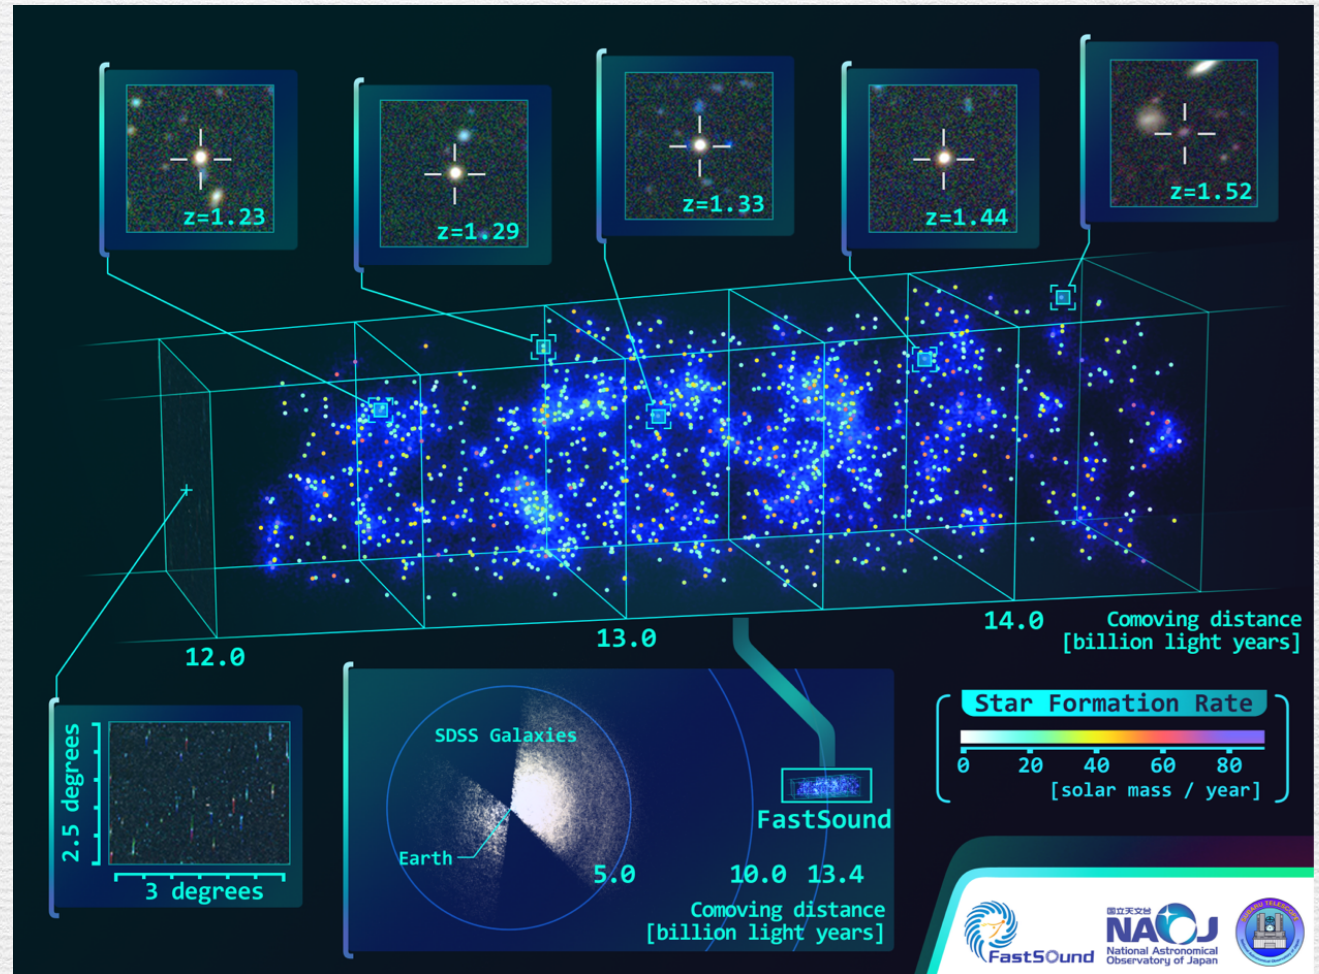 z=1.23
z=1.29
z=1.33
z=1.44
z=1.52
12.0
13.0
14.0
Comoving distance
[billion light years]
2.5 degrees
3 degrees
SDSS Galaxies
Earth
5.0
10.0
13.4
FastSound
Comoving distance
[billion light years]
Star Formation Rate
0 20 40 60 80
[solar mass / year]
FastSOund
国立天文台
NAOJ
National Astronomical
Observatory of Japan
SUBARU TELESCOPE